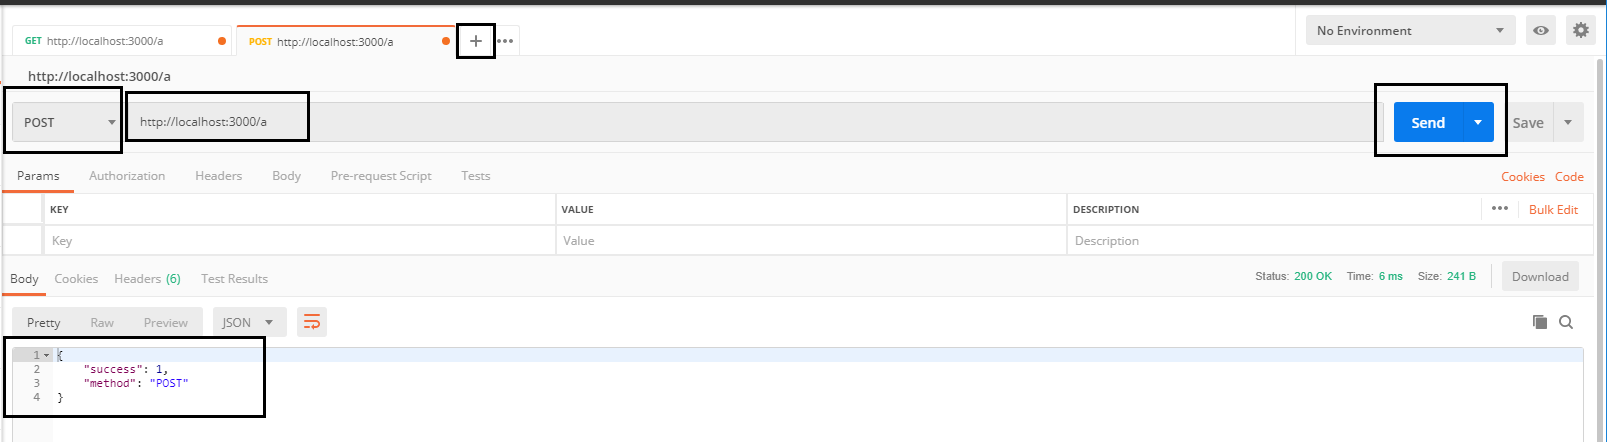 GET http://localhost:3000/a
POST http://localhost:3000/a
+ •••
No Environment
http://localhost:3000/a
POST
http://localhost:3000/a
Send
Save
Params Authorization Headers Body Pre-request Script Tests
Cookies Code
KEY VALUE DESCRIPTION ••• Bulk Edit
Key Value Description
Body Cookies Headers (6) Test Results
Status: 200 OK Time: 6 ms Size: 241 B Download
Pretty Raw Preview JSON
1 {
2 "success": 1,
3 "method": "POST"
4 }